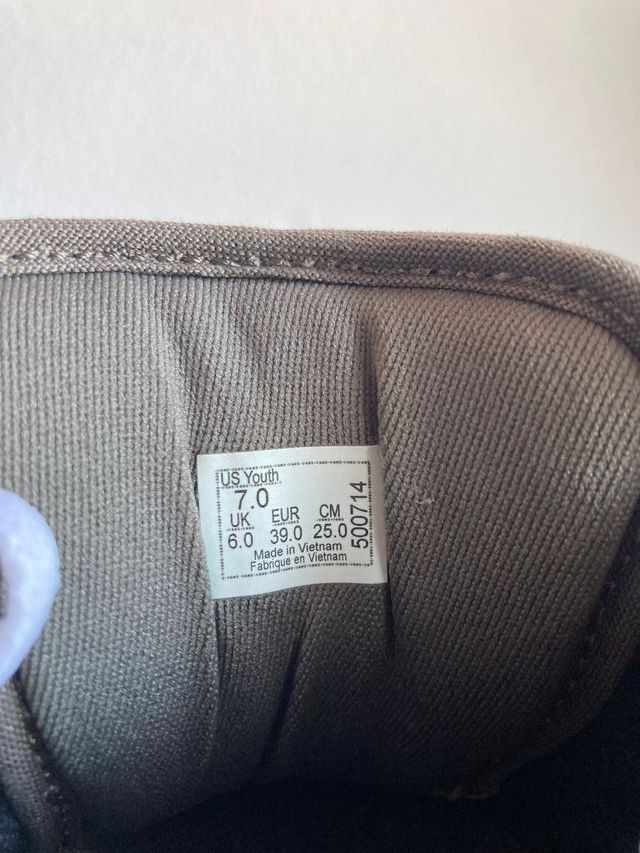 US Youth
7.0
UK EUR CM
6.0 39.0 25.0
Made in Vietnam
Fabrique en Vietnam
500714